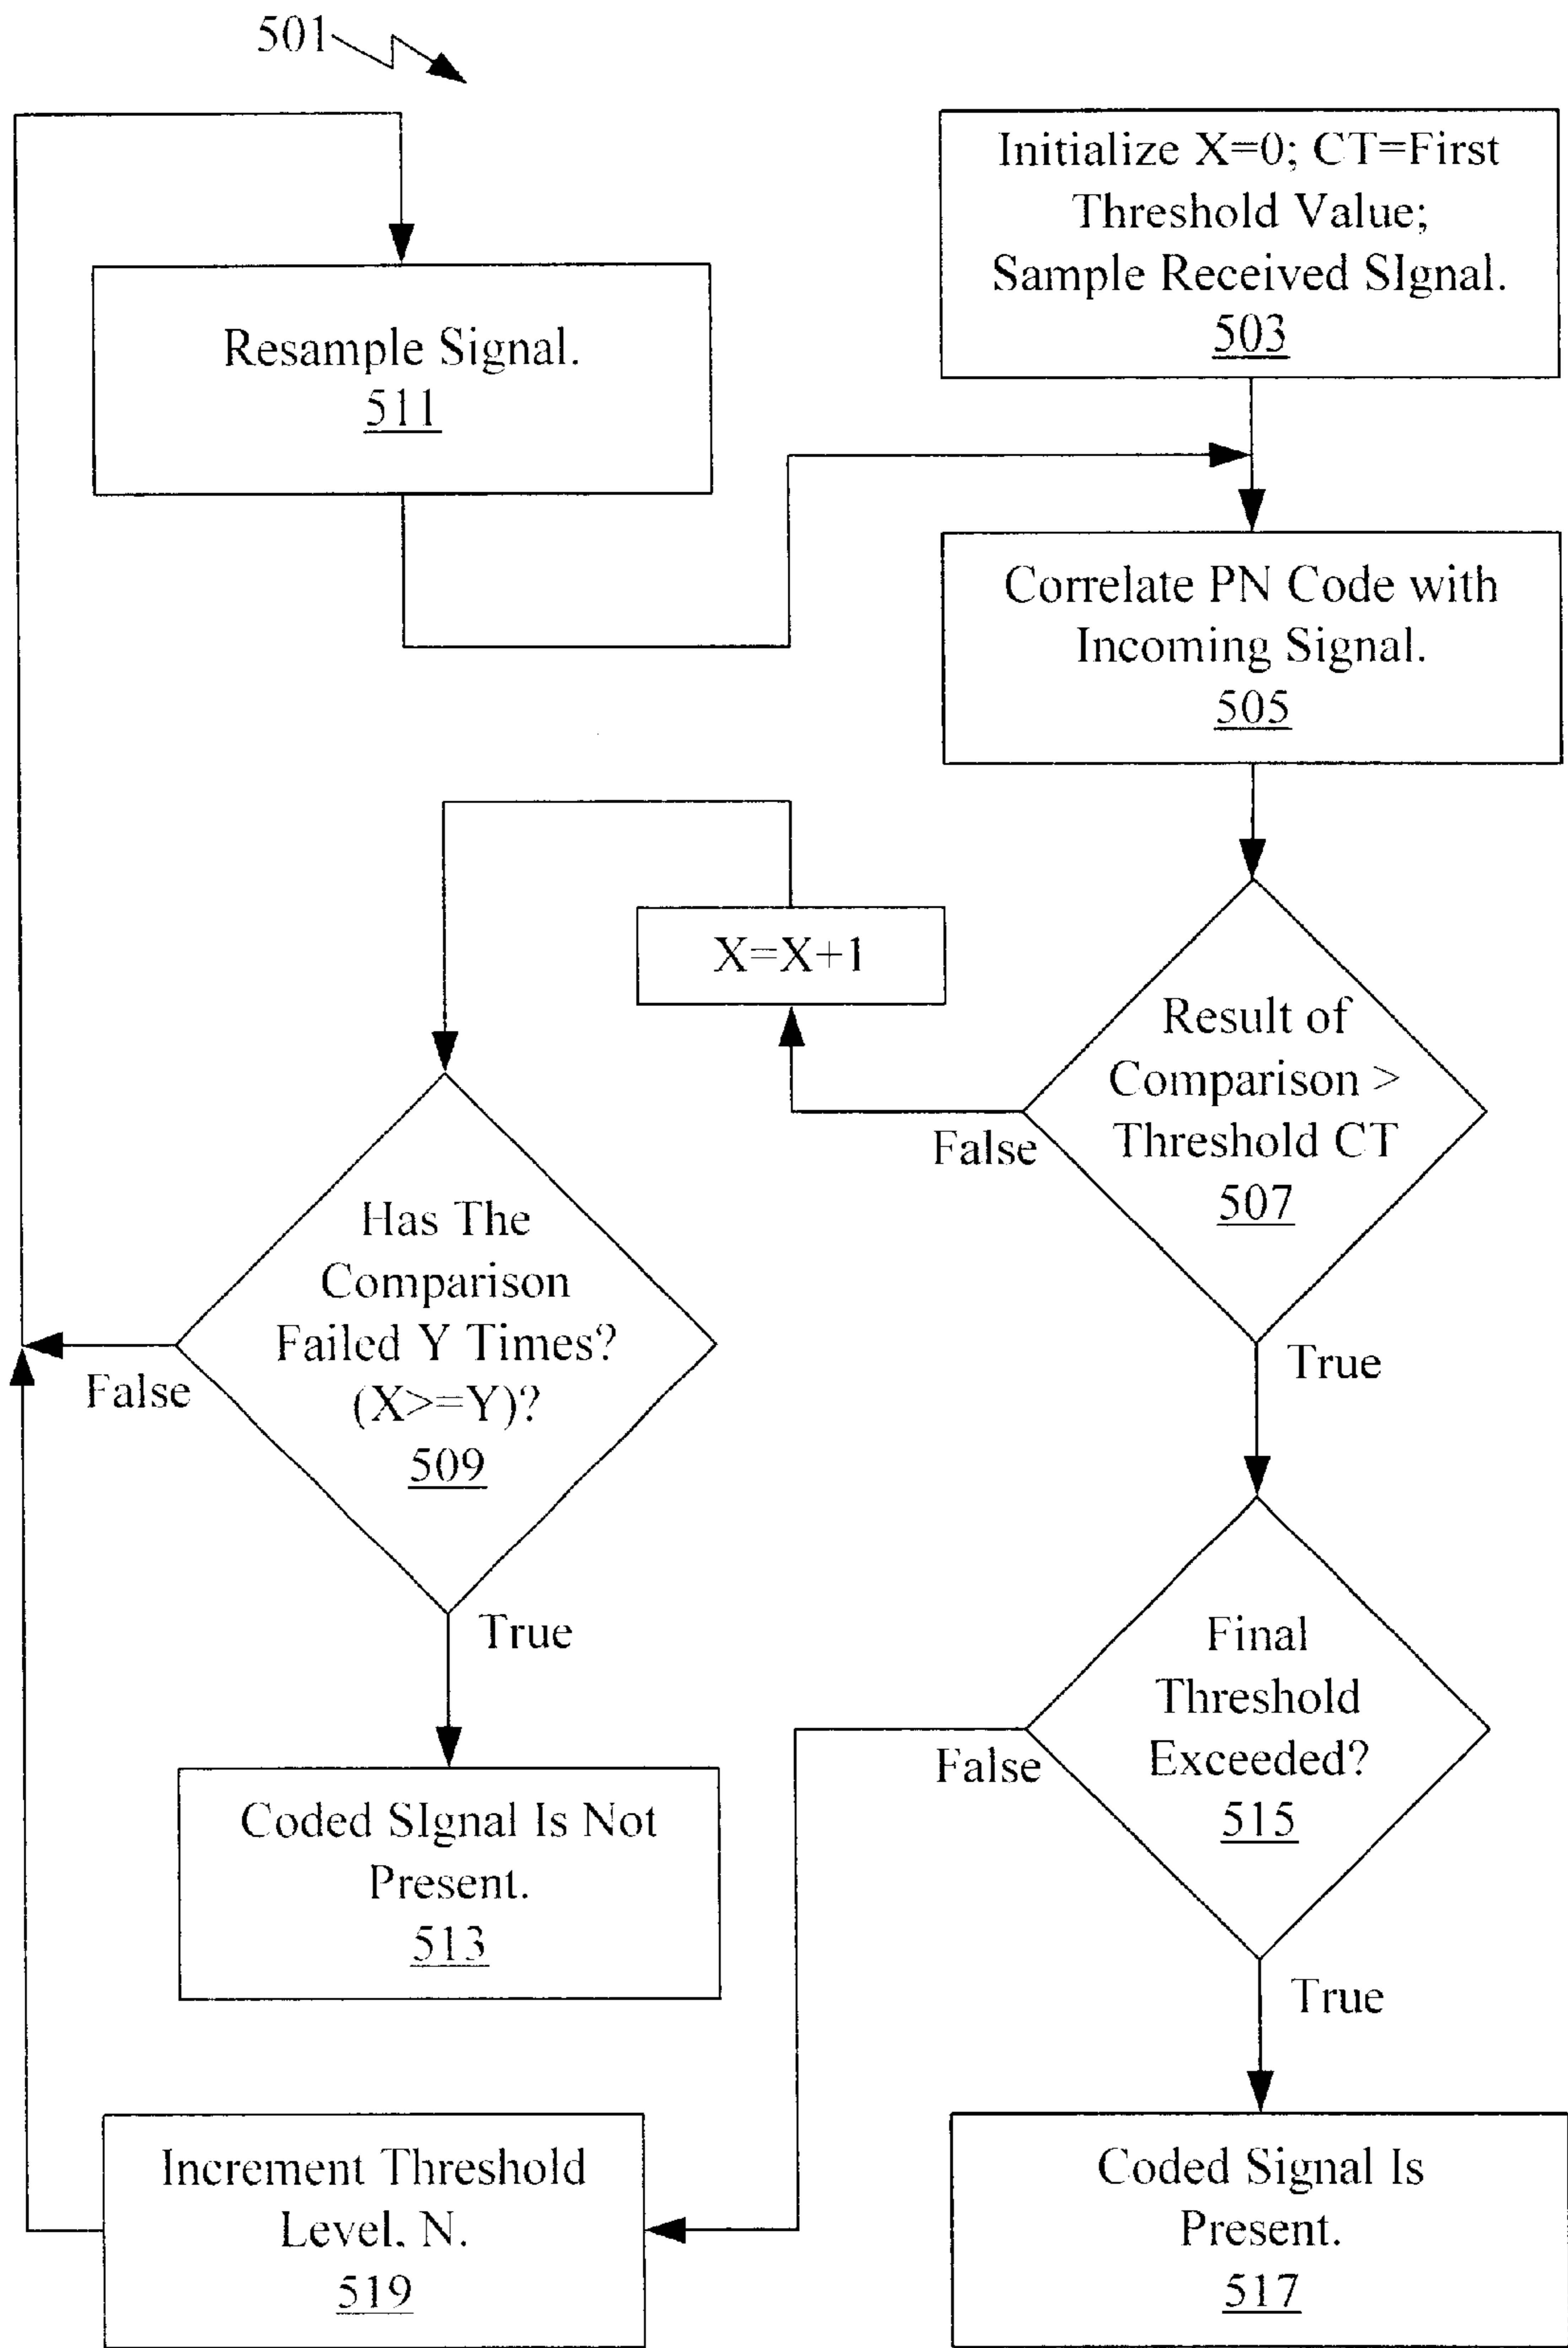 501
Initialize X=0; CT=First
Threshold Value;
Sample Received SIgnal.
503
Resample Signal.
511
Correlate PN Code with
Incoming Signal.
505
X=X+1
Result of
Comparison >
Threshold CT
507
False
True
Has The
Comparison
Failed Y Times?
(X>=Y)?
509
False
True
Final
Threshold
Exceeded?
515
False
True
Coded SIgnal Is Not
Present.
513
Increment Threshold
Level, N.
519
Coded Signal Is
Present.
517